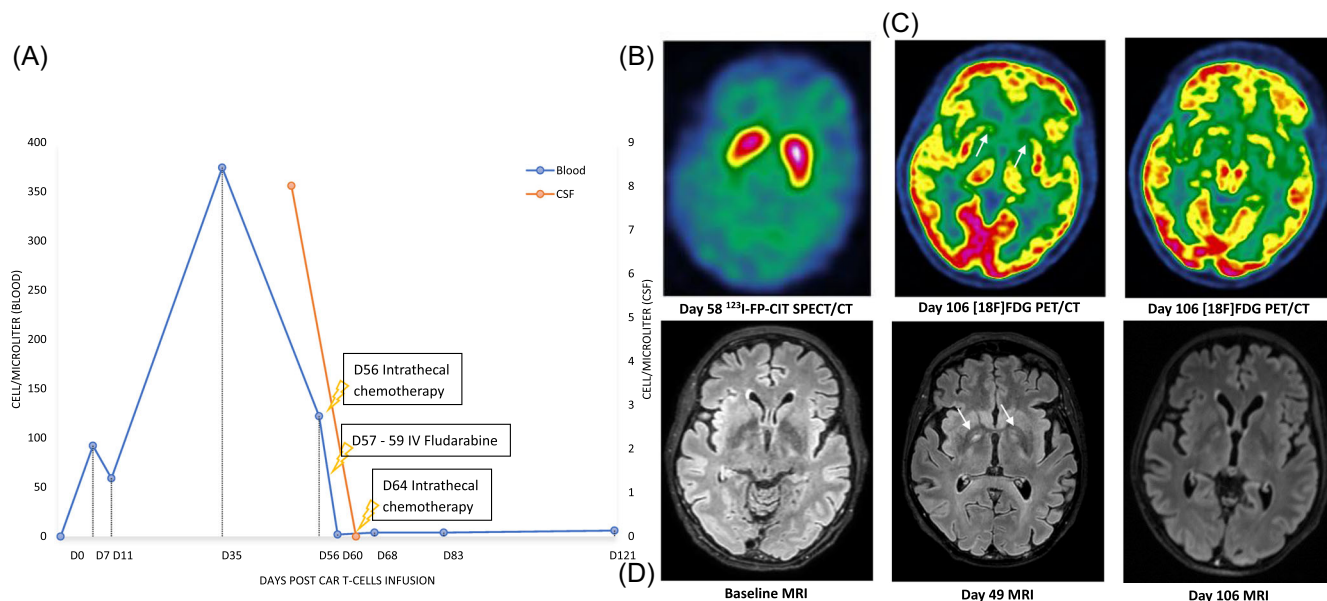 (A)
CELL/MICROLITER (BLOOD)
400
350
300
250
200
150
100
50
0
Blood
CSF
D56 Intrathecal
chemotherapy
D57 - 59 IV Fludarabine
D64 Intrathecal
chemotherapy
9
8
7
6
5
4
3
2
1
0
CELL/MICROLITER (CSF)
D0 D7 D11 D35 D56 D60 D68 D83 D121
DAYS POST CAR T-CELLS INFUSION
(B)
Day 58 ¹²³I-FP-CIT SPECT/CT
(C)
Day 106 [18F]FDG PET/CT
Day 106 [18F]FDG PET/CT
(D)
Baseline MRI
Day 49 MRI
Day 106 MRI